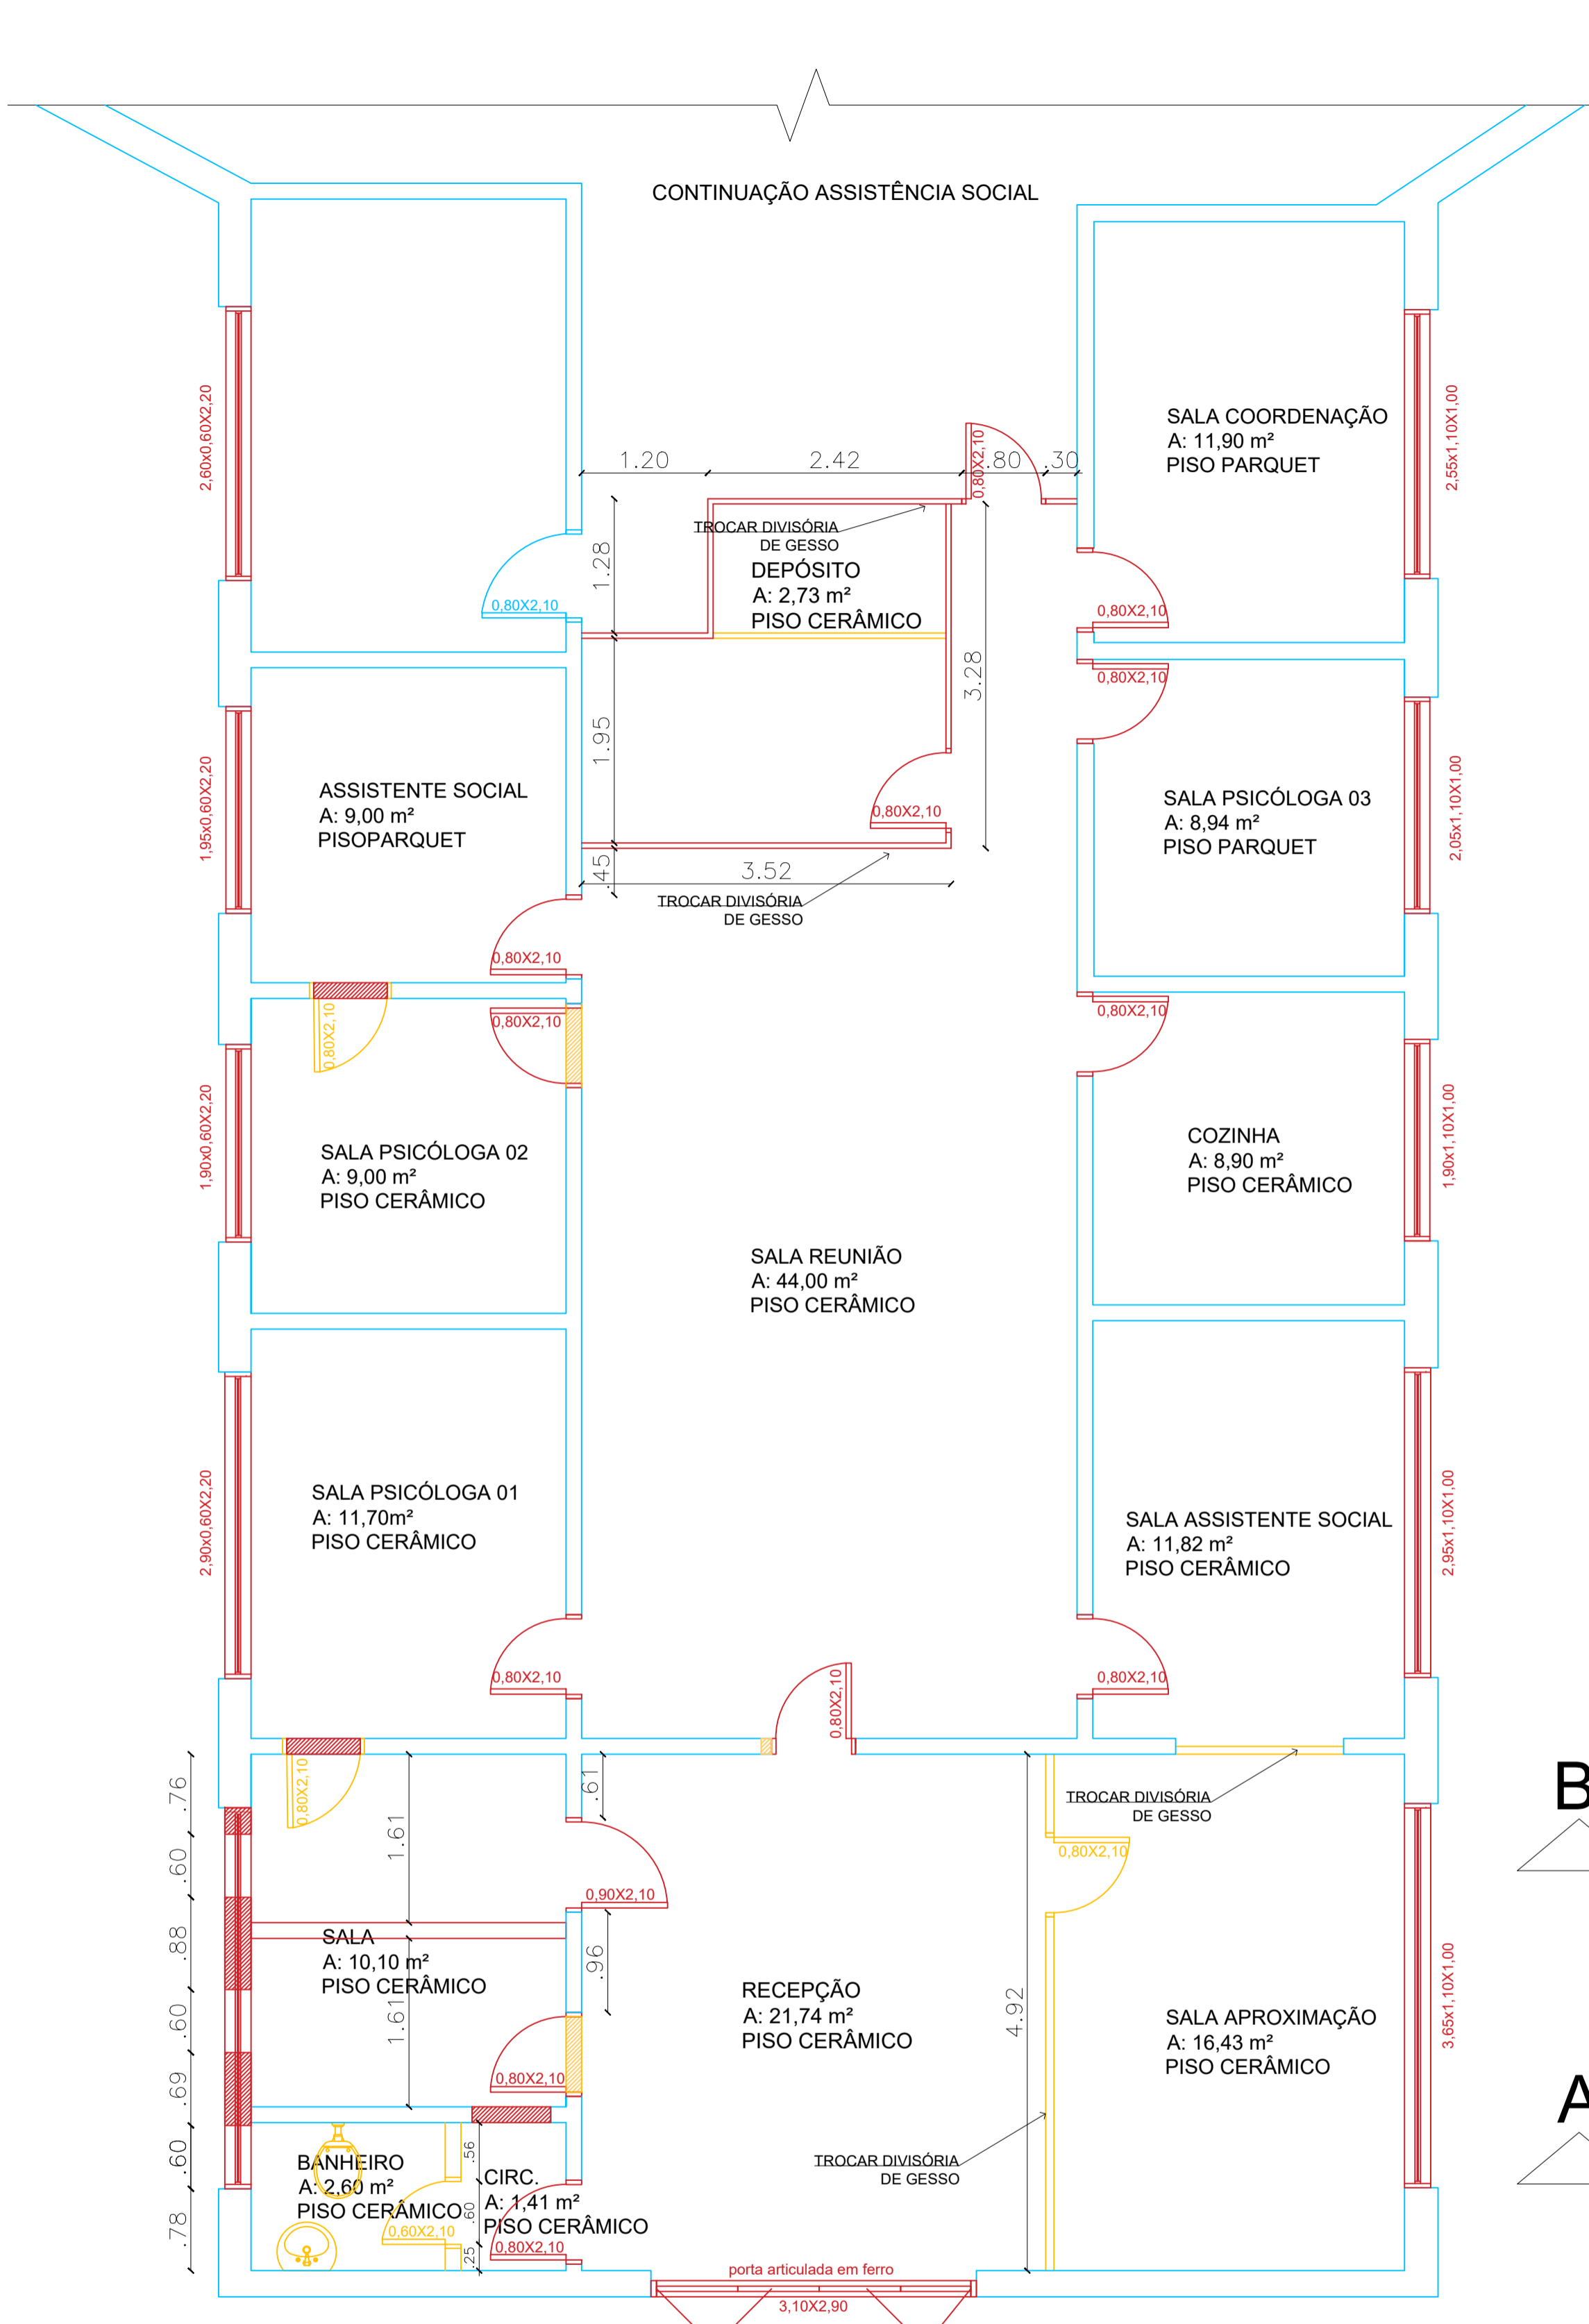 CONTINUAÇÃO ASSISTÊNCIA SOCIAL
2,60x0,60X2,20
SALA COORDENAÇÃO
A: 11,90 m²
PISO PARQUET
2,55x1,10X1,00
1.20
2.42
.80
.30
0,80X2,10
TROCAR DIVISÓRIA
DE GESSO
DEPÓSITO
A: 2,73 m²
PISO CERÂMICO
1.28
0,80X2,10
0,80X2,10
3.28
0,80X2,10
1.95
ASSISTENTE SOCIAL
A: 9,00 m²
PISOPARQUET
1,95x0,60X2,20
0,80X2,10
SALA PSICÓLOGA 03
A: 8,94 m²
PISO PARQUET
2,05x1,10X1,00
.45
3.52
TROCAR DIVISÓRIA
DE GESSO
0,80X2,10
0,80X2,10
0,80X2,10
0,80X2,10
1,90x0,60X2,20
SALA PSICÓLOGA 02
A: 9,00 m²
PISO CERÂMICO
COZINHA
A: 8,90 m²
PISO CERÂMICO
1,90x1,10X1,00
SALA REUNIÃO
A: 44,00 m²
PISO CERÂMICO
2,90x0,60X2,20
SALA PSICÓLOGA 01
A: 11,70m²
PISO CERÂMICO
SALA ASSISTENTE SOCIAL
A: 11,82 m²
PISO CERÂMICO
2,95x1,10X1,00
0,80X2,10
0,80X2,10
0,80X2,10
.76
0,80X2,10
1.61
.61
TROCAR DIVISÓRIA
DE GESSO
B
.60
0,80X2,10
0,90X2,10
.88
SALA
A: 10,10 m²
PISO CERÂMICO
.96
1.61
RECEPÇÃO
A: 21,74 m²
PISO CERÂMICO
4.92
SALA APROXIMAÇÃO
A: 16,43 m²
PISO CERÂMICO
3,65x1,10X1,00
.60
.69
0,80X2,10
A
.60
BANHEIRO
A: 2,60 m²
PISO CERÂMICO
.56
CIRC.
A: 1,41 m²
PISO CERÂMICO
TROCAR DIVISÓRIA
DE GESSO
.60
.78
0,60X2,10
.25
0,80X2,10
porta articulada em ferro
3,10X2,90